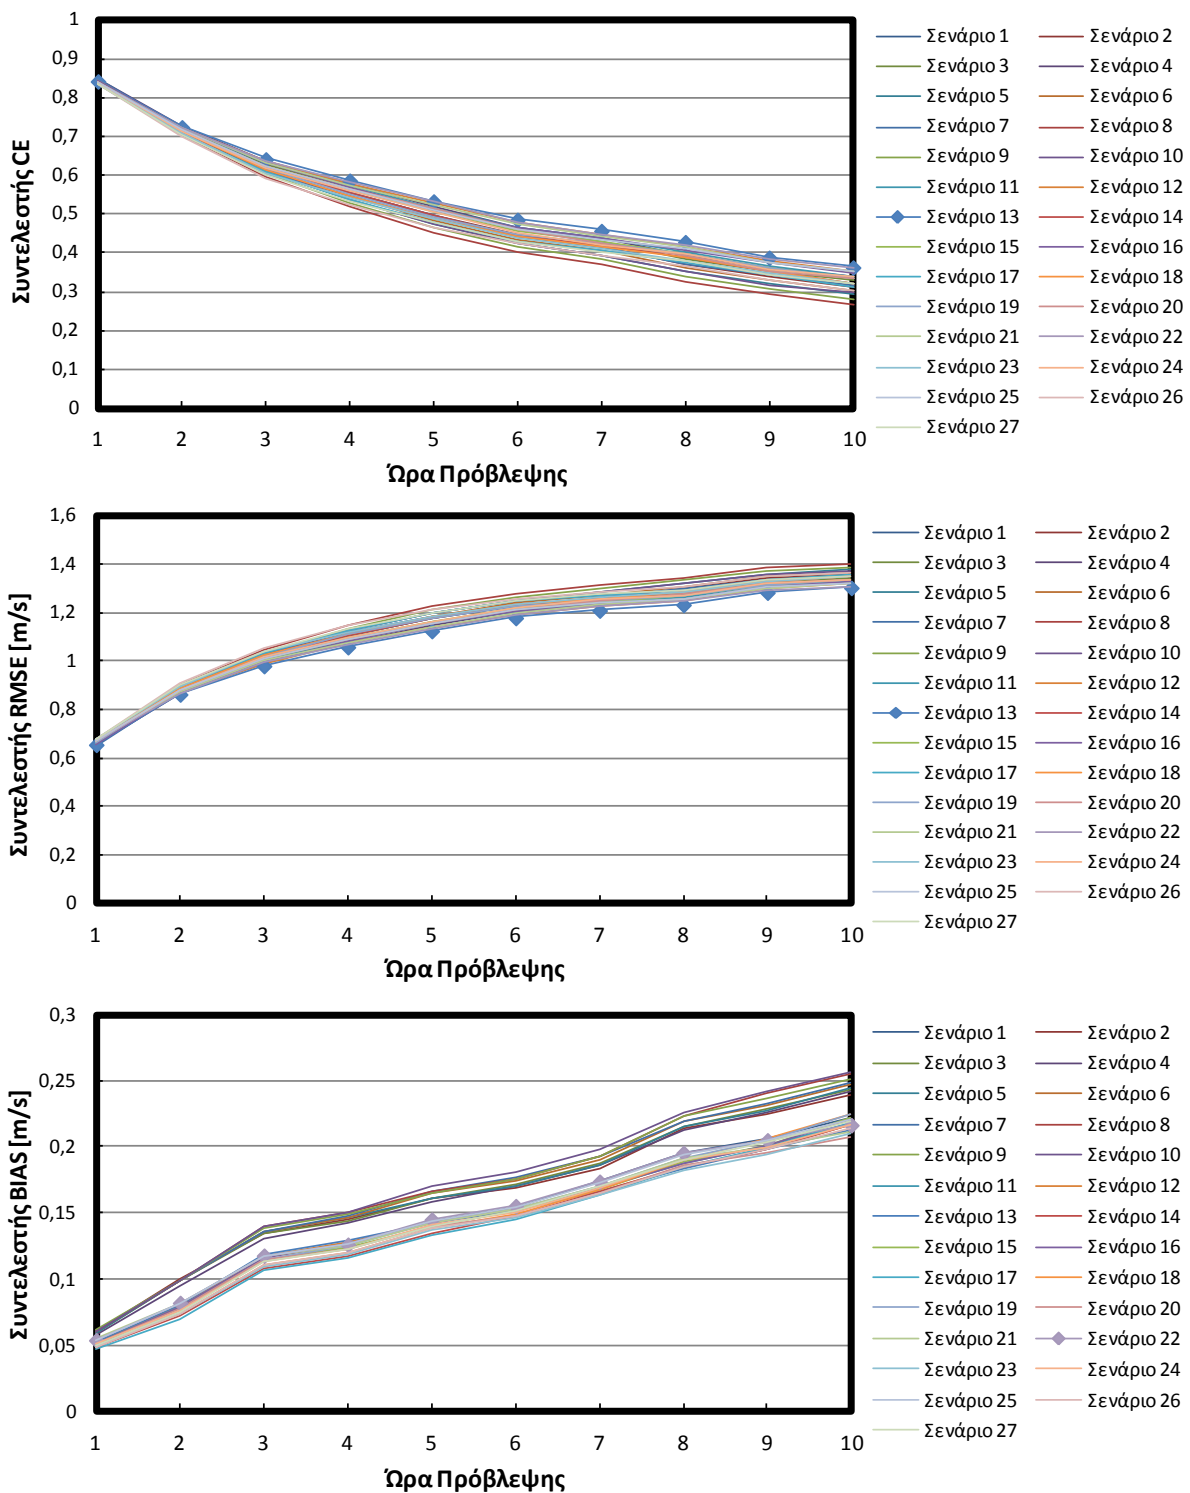 1
0,9
0,8
0,7
0,6
0,5
0,4
0,3
0,2
0,1
0
Συντελεστής CE
1 2 3 4 5 6 7 8 9 10
Ώρα Πρόβλεψης
Σενάριο 1 Σενάριο 2
Σενάριο 3 Σενάριο 4
Σενάριο 5 Σενάριο 6
Σενάριο 7 Σενάριο 8
Σενάριο 9 Σενάριο 10
Σενάριο 11 Σενάριο 12
Σενάριο 13 Σενάριο 14
Σενάριο 15 Σενάριο 16
Σενάριο 17 Σενάριο 18
Σενάριο 19 Σενάριο 20
Σενάριο 21 Σενάριο 22
Σενάριο 23 Σενάριο 24
Σενάριο 25 Σενάριο 26
Σενάριο 27
1,6
1,4
1,2
1
0,8
0,6
0,4
0,2
0
Συντελεστής RMSE [m/s]
1 2 3 4 5 6 7 8 9 10
Ώρα Πρόβλεψης
Σενάριο 1 Σενάριο 2
Σενάριο 3 Σενάριο 4
Σενάριο 5 Σενάριο 6
Σενάριο 7 Σενάριο 8
Σενάριο 9 Σενάριο 10
Σενάριο 11 Σενάριο 12
Σενάριο 13 Σενάριο 14
Σενάριο 15 Σενάριο 16
Σενάριο 17 Σενάριο 18
Σενάριο 19 Σενάριο 20
Σενάριο 21 Σενάριο 22
Σενάριο 23 Σενάριο 24
Σενάριο 25 Σενάριο 26
Σενάριο 27
0,3
0,25
0,2
0,15
0,1
0,05
0
Συντελεστής BIAS [m/s]
1 2 3 4 5 6 7 8 9 10
Ώρα Πρόβλεψης
Σενάριο 1 Σενάριο 2
Σενάριο 3 Σενάριο 4
Σενάριο 5 Σενάριο 6
Σενάριο 7 Σενάριο 8
Σενάριο 9 Σενάριο 10
Σενάριο 11 Σενάριο 12
Σενάριο 13 Σενάριο 14
Σενάριο 15 Σενάριο 16
Σενάριο 17 Σενάριο 18
Σενάριο 19 Σενάριο 20
Σενάριο 21 Σενάριο 22
Σενάριο 23 Σενάριο 24
Σενάριο 25 Σενάριο 26
Σενάριο 27